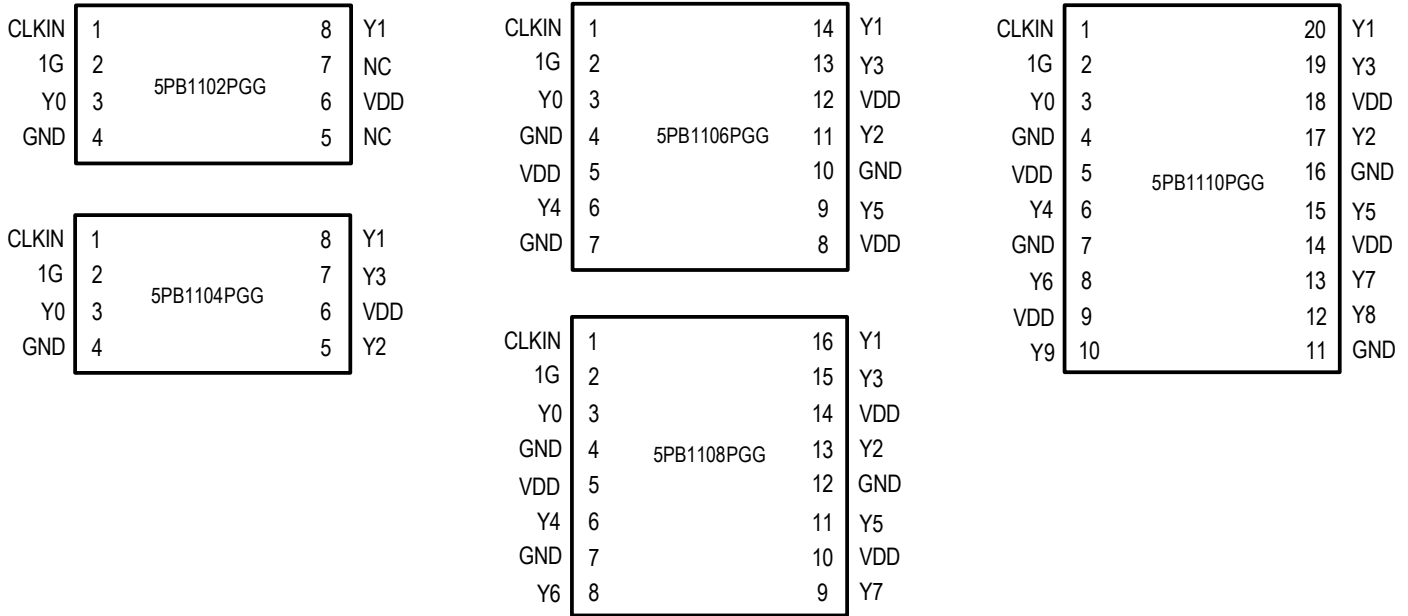 CLKIN 1 8 Y1
1G 2 7 NC
5PB1102PGG
Y0 3 6 VDD
GND 4 5 NC
CLKIN 1 8 Y1
1G 2 7 Y3
5PB1104PGG
Y0 3 6 VDD
GND 4 5 Y2
CLKIN 1 14 Y1
1G 2 13 Y3
Y0 3 12 VDD
GND 4 5PB1106PGG 11 Y2
VDD 5 10 GND
Y4 6 9 Y5
GND 7 8 VDD
CLKIN 1 16 Y1
1G 2 15 Y3
Y0 3 14 VDD
GND 4 5PB1108PGG 13 Y2
VDD 5 12 GND
Y4 6 11 Y5
GND 7 10 VDD
Y6 8 9 Y7
CLKIN 1 20 Y1
1G 2 19 Y3
Y0 3 18 VDD
GND 4 17 Y2
VDD 5 16 GND
5PB1110PGG
Y4 6 15 Y5
GND 7 14 VDD
Y6 8 13 Y7
VDD 9 12 Y8
Y9 10 11 GND